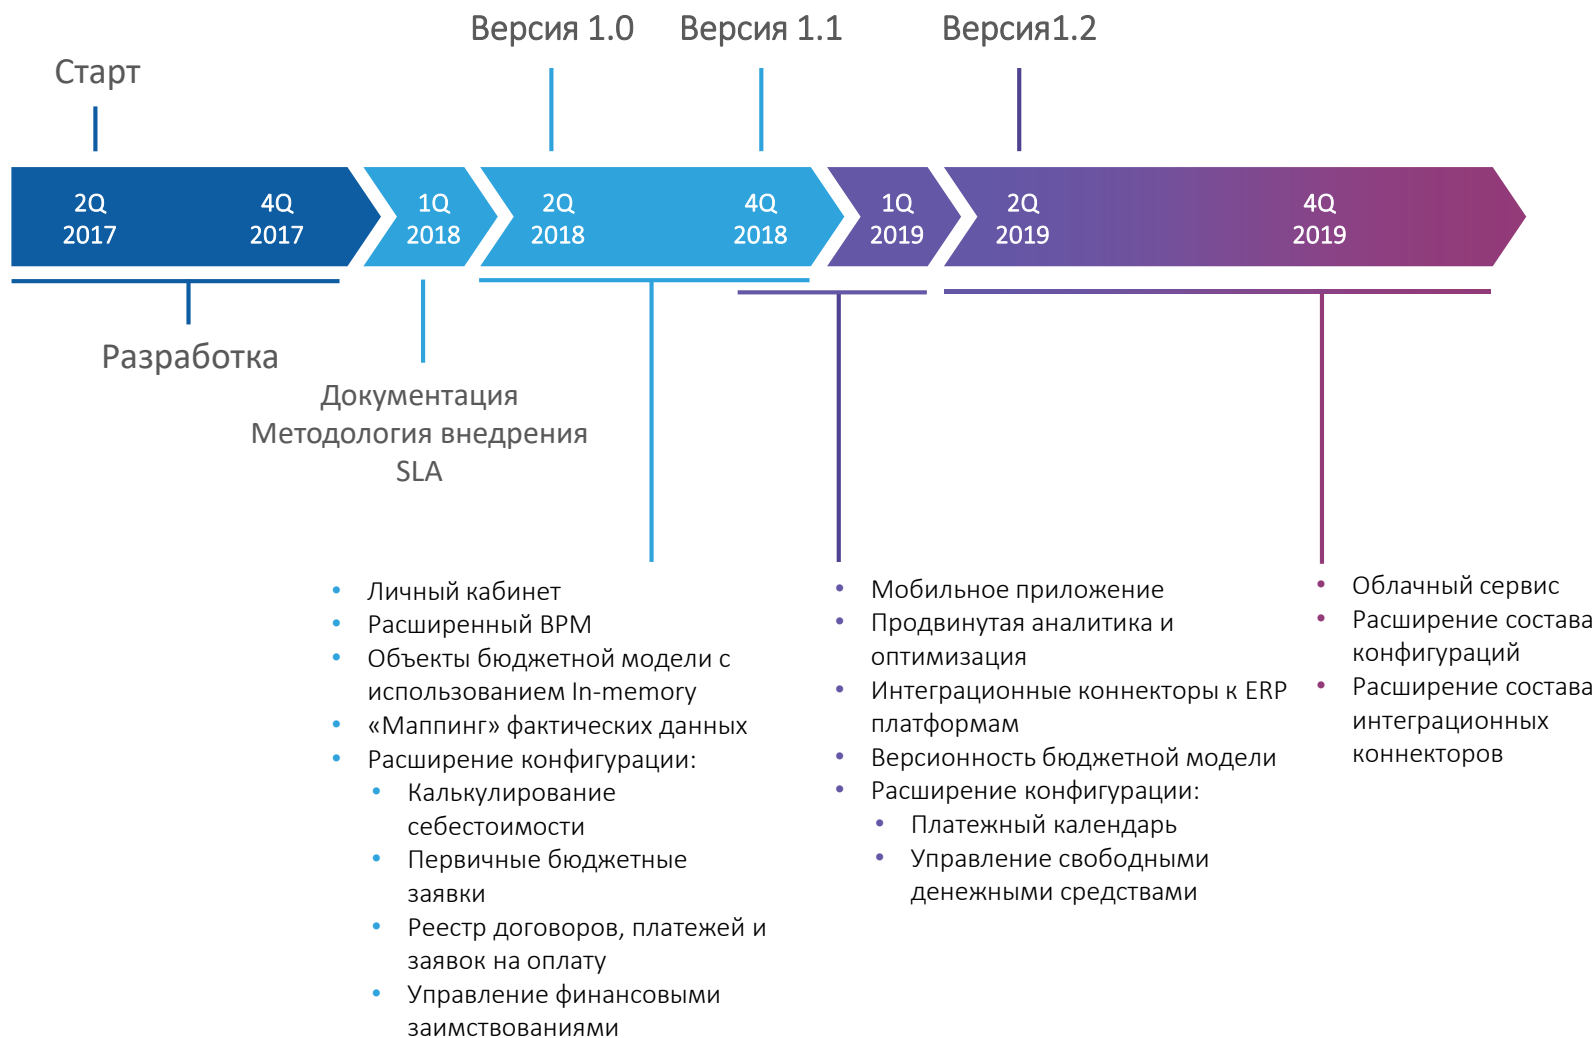 Версия 1.0
Версия 1.1
Версия1.2
Старт
2Q
2017
4Q
2017
1Q
2018
2Q
2018
4Q
2018
1Q
2019
2Q
2019
4Q
2019
Разработка
Документация
Методология внедрения
SLA
• Личный кабинет
• Расширенный BPM
• Объекты бюджетной модели с
использованием In-memory
• «Маппинг» фактических данных
• Расширение конфигурации:
• Калькулирование
себестоимости
• Первичные бюджетные
заявки
• Реестр договоров, платежей и
заявок на оплату
• Управление финансовыми
заимствованиями
• Мобильное приложение
• Продвинутая аналитика и
оптимизация
• Интеграционные коннекторы к ERP
платформам
• Версионность бюджетной модели
• Расширение конфигурации:
• Платежный календарь
• Управление свободными
денежными средствами
• Облачный сервис
• Расширение состава
конфигураций
• Расширение состава
интеграционных
коннекторов